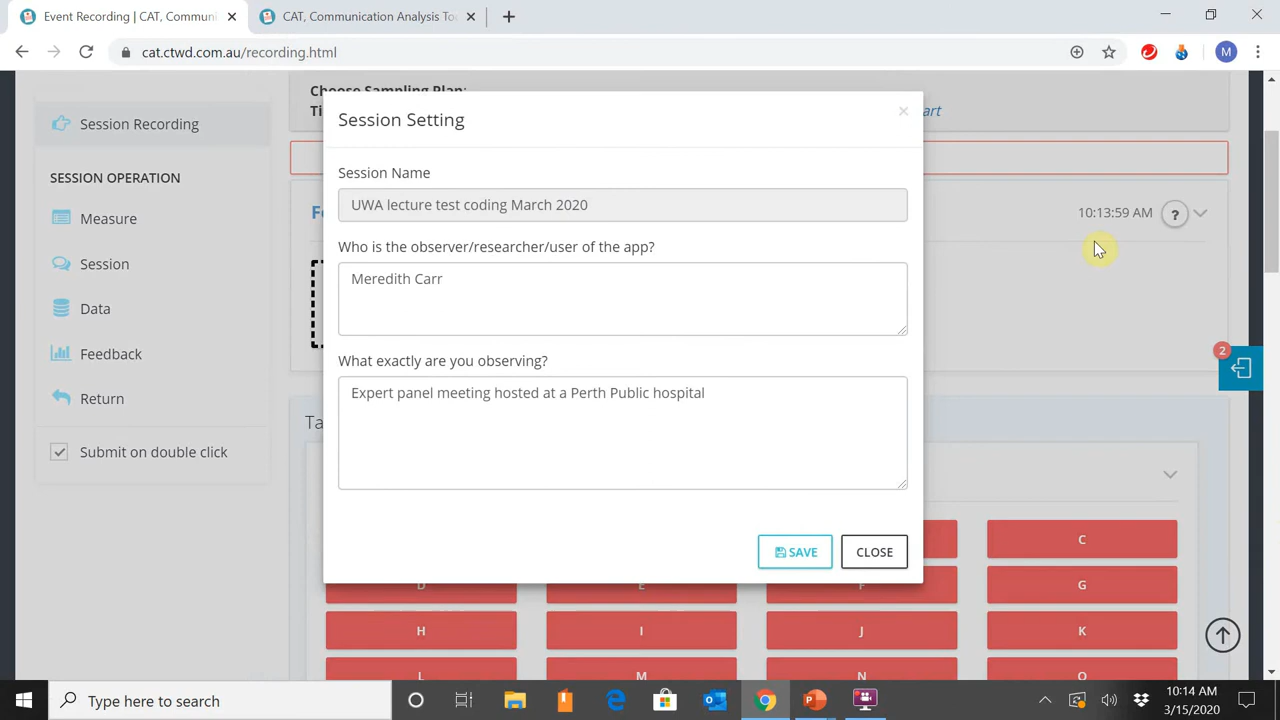 Event Recording | CAT, Communi
CAT, Communication Analysis To
cat.ctwd.com.au/recording.html
M
Choose Sampling Plan:
Session Setting
art
Session Recording
Session Name
SESSION OPERATION
UWA lecture test coding March 2020
10:13:59 AM
?
Measure
Who is the observer/researcher/user of the app?
Session
Meredith Carr
Data
2
Feedback
What exactly are you observing?
Expert panel meeting hosted at a Perth Public hospital
Return
Ta
Submit on double click
C
SAVE
CLOSE
D
E
F
G
H
I
J
K
L
M
N
O
Type here to search
10:14 AM
3/15/2020